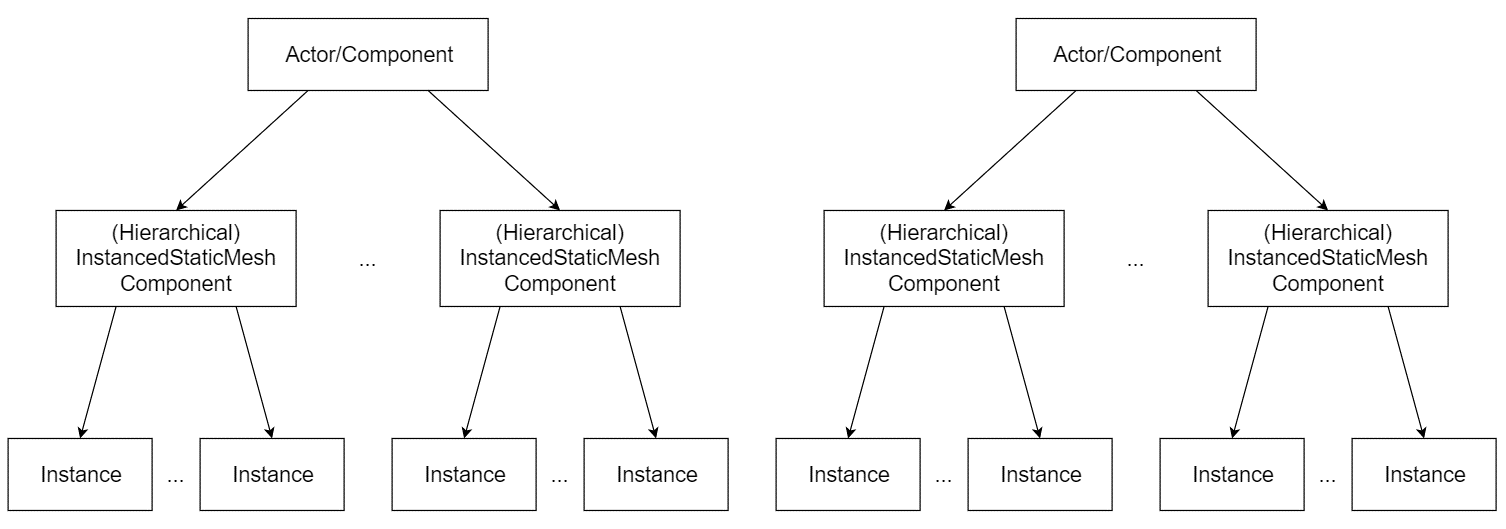 Actor/Component
Actor/Component
(Hierarchical)
InstancedStaticMesh
Component
...
(Hierarchical)
InstancedStaticMesh
Component
(Hierarchical)
InstancedStaticMesh
Component
...
(Hierarchical)
InstancedStaticMesh
Component
Instance
...
Instance
Instance
...
Instance
Instance
...
Instance
Instance
...
Instance